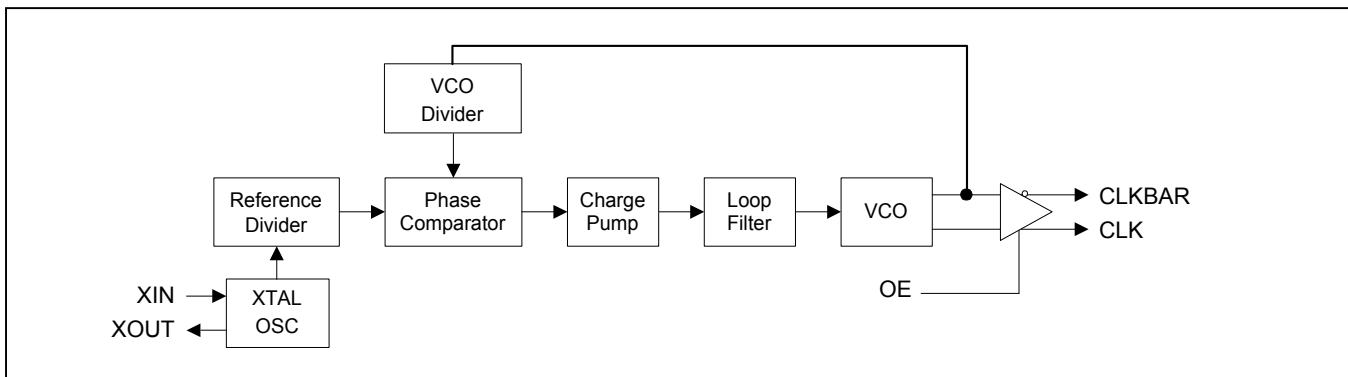 VCO
Divider
Reference
Divider
Phase
Comparator
Charge
Pump
Loop
Filter
VCO
CLKBAR
CLK
XIN
XOUT
XTAL
OSC
OE